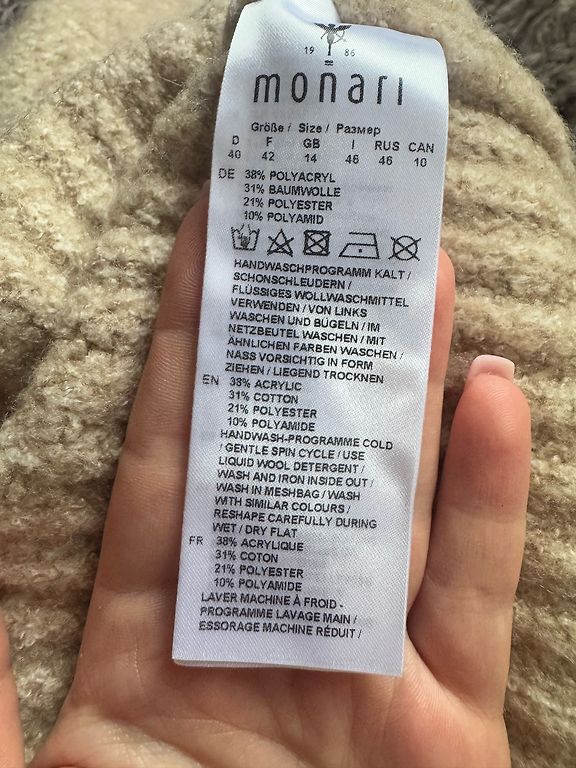 19 86
monari
Größe / Size / Размер
D F GB I RUS CAN
40 42 14 46 46 10
DE 38% POLYACRYL
31% BAUMWOLLE
21% POLYESTER
10% POLYAMID
HANDWASCHPROGRAMM KALT /
SCHONSCHLEUDERN /
FLÜSSIGES WOLLWASCHMITTEL
VERWENDEN / VON LINKS
WASCHEN UND BÜGELN / IM
NETZBEUTEL WASCHEN / MIT
ÄHNLICHEN FARBEN WASCHEN /
NASS VORSICHTIG IN FORM
ZIEHEN / LIEGEND TROCKNEN
EN 38% ACRYLIC
31% COTTON
21% POLYESTER
10% POLYAMIDE
HANDWASH-PROGRAMME COLD
/ GENTLE SPIN CYCLE / USE
LIQUID WOOL DETERGENT /
WASH AND IRON INSIDE OUT /
WASH IN MESHBAG / WASH
WITH SIMILAR COLOURS /
RESHAPE CAREFULLY DURING
WET / DRY FLAT
FR 38% ACRYLIQUE
31% COTON
21% POLYESTER
10% POLYAMIDE
LAVER MACHINE À FROID -
PROGRAMME LAVAGE MAIN /
ESSORAGE MACHINE RÉDUIT /